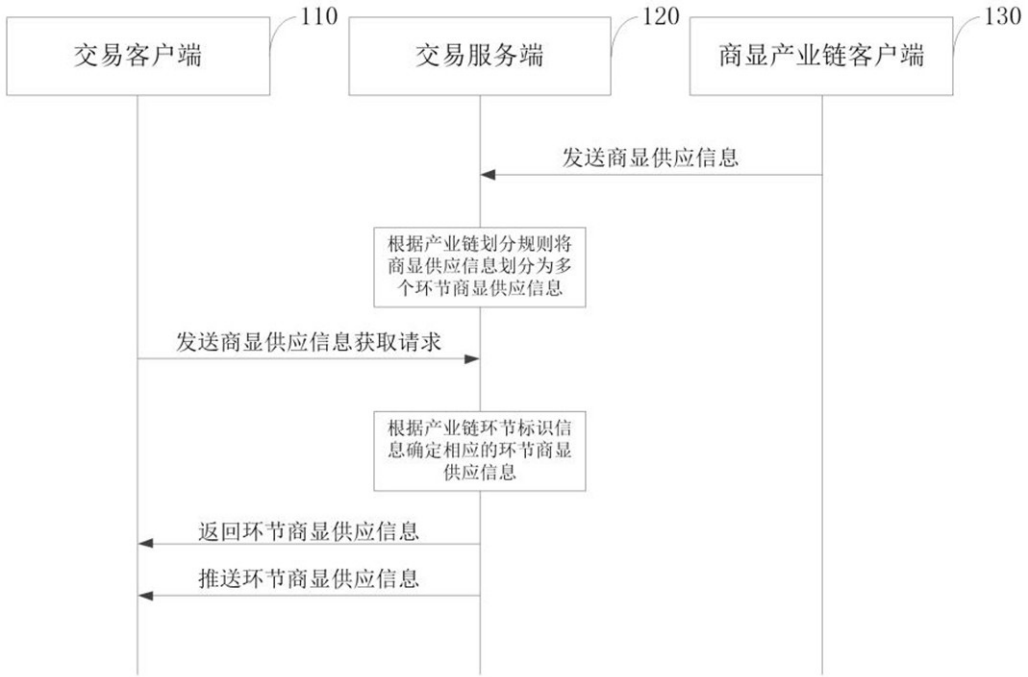 110
120
130
交易客户端
交易服务端
商显产业链客户端
发送商显供应信息
根据产业链划分规则将
商显供应信息划分为多
个环节商显供应信息
发送商显供应信息获取请求
根据产业链环节标识信
息确定相应的环节商显
供应信息
返回环节商显供应信息
推送环节商显供应信息